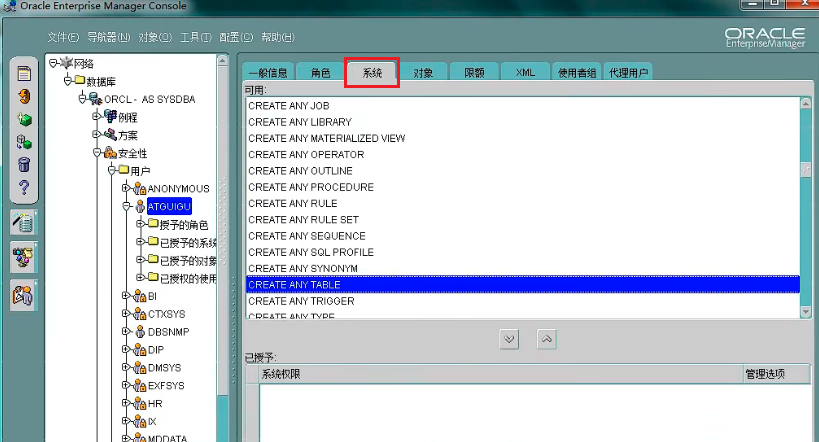 Oracle Enterprise Manager Console
文件(F) 导航器(N) 对象(O) 工具(T) 配置(C) 帮助(H)
ORACLE
EnterpriseManager
网络
数据库
ORCL - AS SYSDBA
例程
方案
安全性
用户
ANONYMOUS
ATGUIGU
授予的角色
已授予的系统
已授予的对象
已授权的使用
BI
CTXSYS
DBSNMP
DIP
DMSYS
EXFSYS
HR
IX
MDDATA
一般信息 角色 系统 对象 限额 XML 使用者组 代理用户
可用:
CREATE ANY JOB
CREATE ANY LIBRARY
CREATE ANY MATERIALIZED VIEW
CREATE ANY OPERATOR
CREATE ANY OUTLINE
CREATE ANY PROCEDURE
CREATE ANY RULE
CREATE ANY RULE SET
CREATE ANY SEQUENCE
CREATE ANY SQL PROFILE
CREATE ANY SYNONYM
CREATE ANY TABLE
CREATE ANY TRIGGER
CREATE ANY TYPE
已授予:
系统权限 管理选项